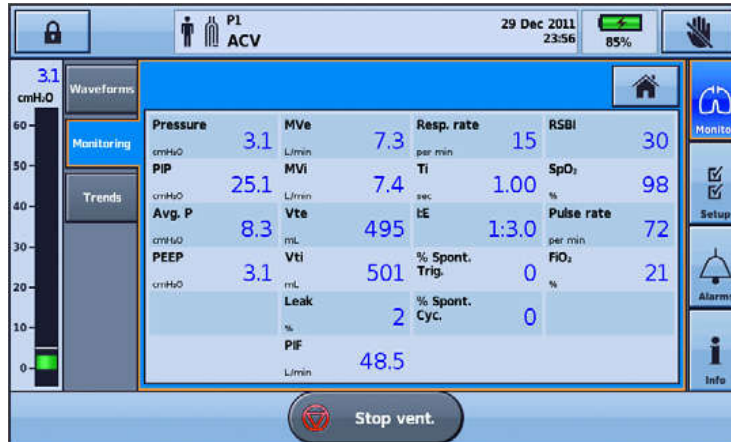 P1
ACV
29 Dec 2011
23:56
85%
3.1
cmH₂O
60
50
40
30
20
10
0
Waveforms
Monitoring
Trends
Pressure cmH₂O 3.1 MVe L/min 7.3 Resp. rate per min 15 RSBI 30
PIP cmH₂O 25.1 MVi L/min 7.4 Ti sec 1.00 SpO₂ % 98
Avg. P cmH₂O 8.3 Vte mL 495 I:E 1:3.0 Pulse rate per min 72
PEEP cmH₂O 3.1 Vti mL 501 % Spont. Trig. 0 FiO₂ % 21
Leak % 2 % Spont. Cyc. 0
PIF L/min 48.5
Monito
Setup
Alarms
Info
Stop vent.